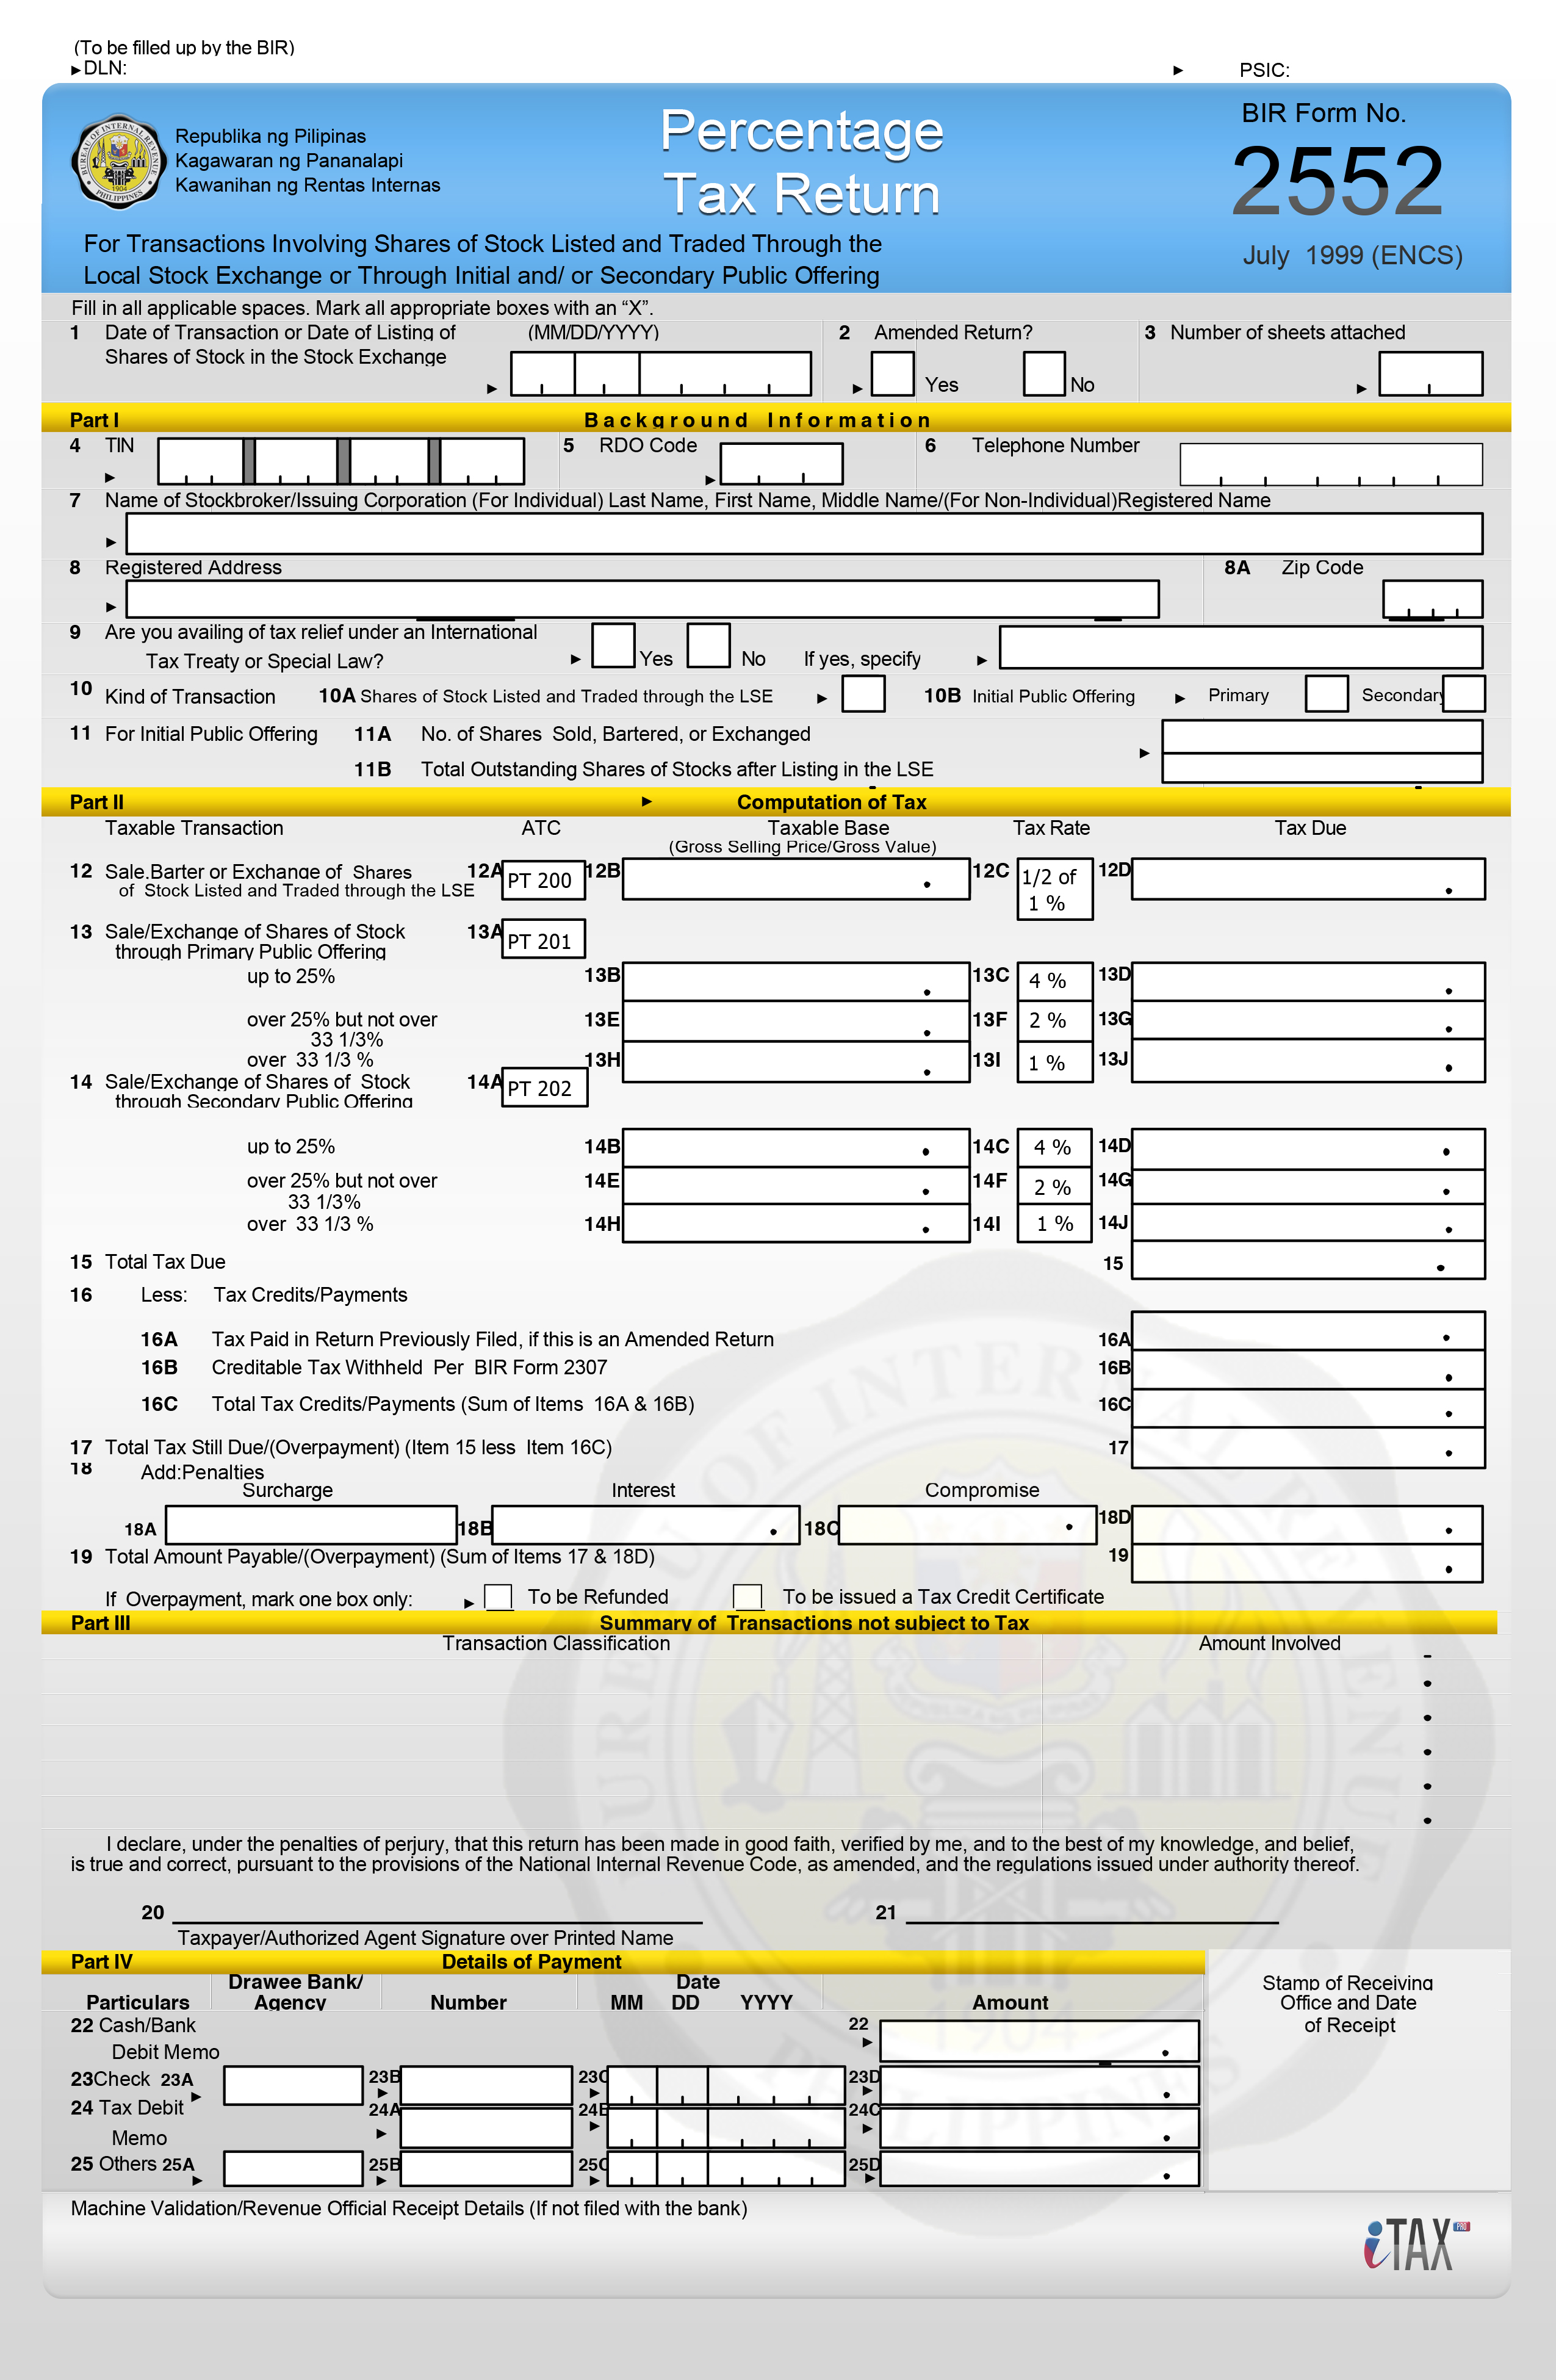 (To be filled up by the BIR)
DLN: PSIC:
BUREAU OF INTERNAL REVENUE
1904
PHILIPPINES
Republika ng Pilipinas
Kagawaran ng Pananalapi
Kawanihan ng Rentas Internas
Percentage
Tax Return
BIR Form No.
2552
July 1999 (ENCS)
For Transactions Involving Shares of Stock Listed and Traded Through the
Local Stock Exchange or Through Initial and/ or Secondary Public Offering
Fill in all applicable spaces. Mark all appropriate boxes with an “X”.
1 Date of Transaction or Date of Listing of (MM/DD/YYYY) 2 Amended Return? 3 Number of sheets attached
Shares of Stock in the Stock Exchange
Yes No
Part I Background Information
4 TIN 5 RDO Code 6 Telephone Number
7 Name of Stockbroker/Issuing Corporation (For Individual) Last Name, First Name, Middle Name/(For Non-Individual)Registered Name
8 Registered Address 8A Zip Code
9 Are you availing of tax relief under an International
Tax Treaty or Special Law? Yes No If yes, specify
10 Kind of Transaction 10A Shares of Stock Listed and Traded through the LSE 10B Initial Public Offering Primary Secondary
11 For Initial Public Offering 11A No. of Shares Sold, Bartered, or Exchanged
11B Total Outstanding Shares of Stocks after Listing in the LSE
Part II Computation of Tax
Taxable Transaction ATC Taxable Base Tax Rate Tax Due
(Gross Selling Price/Gross Value)
12 Sale.Barter or Exchange of Shares 12A PT 200 12B 12C 1/2 of 12D
of Stock Listed and Traded through the LSE 1 %
13 Sale/Exchange of Shares of Stock 13A PT 201
through Primary Public Offering
up to 25% 13B 13C 4 % 13D
over 25% but not over 13E 13F 2 % 13G
33 1/3%
over 33 1/3 % 13H 13I 1 % 13J
14 Sale/Exchange of Shares of Stock 14A PT 202
through Secondary Public Offering
up to 25% 14B 14C 4 % 14D
over 25% but not over 14E 14F 2 % 14G
33 1/3%
over 33 1/3 % 14H 14I 1 % 14J
15 Total Tax Due 15
16 Less: Tax Credits/Payments
16A Tax Paid in Return Previously Filed, if this is an Amended Return 16A
16B Creditable Tax Withheld Per BIR Form 2307 16B
16C Total Tax Credits/Payments (Sum of Items 16A & 16B) 16C
17 Total Tax Still Due/(Overpayment) (Item 15 less Item 16C) 17
18 Add:Penalties
Surcharge Interest Compromise
18A 18B 18C 18D
19 Total Amount Payable/(Overpayment) (Sum of Items 17 & 18D) 19
If Overpayment, mark one box only: To be Refunded To be issued a Tax Credit Certificate
Part III Summary of Transactions not subject to Tax
Transaction Classification Amount Involved
I declare, under the penalties of perjury, that this return has been made in good faith, verified by me, and to the best of my knowledge, and belief,
is true and correct, pursuant to the provisions of the National Internal Revenue Code, as amended, and the regulations issued under authority thereof.
20 21
Taxpayer/Authorized Agent Signature over Printed Name
Part IV Details of Payment
Drawee Bank/ Date
Particulars Agency Number MM DD YYYY Amount
Stamp of Receiving
Office and Date
of Receipt
22 Cash/Bank 22
Debit Memo
23Check 23A 23B 23C 23D
24 Tax Debit 24A 24B 24C
Memo
25 Others 25A 25B 25C 25D
Machine Validation/Revenue Official Receipt Details (If not filed with the bank)
iTAX PRO
BUREAU OF INTERNAL REVENUE
1904
PHILIPPINES